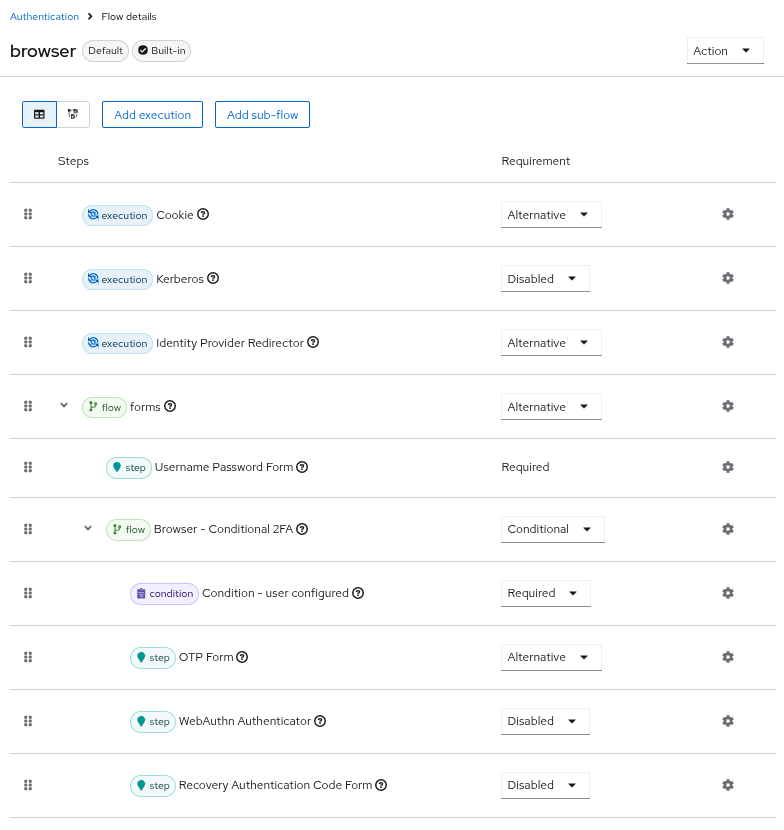 Authentication Flow details
browser Default Built-in Action
Add execution Add sub-flow
Steps Requirement
execution Cookie Alternative
execution Kerberos Disabled
execution Identity Provider Redirector Alternative
flow forms Alternative
step Username Password Form Required
flow Browser - Conditional 2FA Conditional
condition Condition - user configured Required
step OTP Form Alternative
step WebAuthn Authenticator Disabled
step Recovery Authentication Code Form Disabled